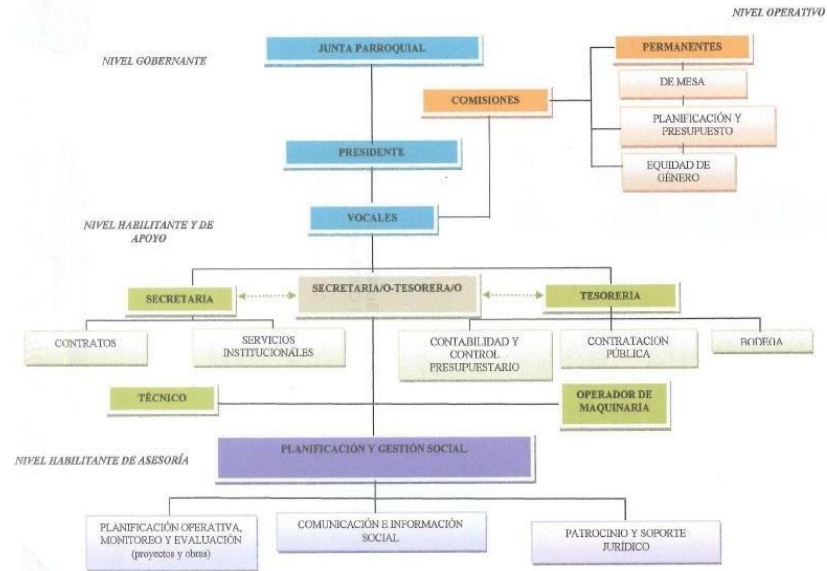 NIVEL OPERATIVO
JUNTA PARROQUIAL
PERMANENTES
NIVEL GOBERNANTE
DE MESA
COMISIONES
PLANIFICACIÓN Y
PRESUPUESTO
PRESIDENTE
EQUIDAD DE
GÉNERO
VOCALES
NIVEL HABILITANTE Y DE
APOYO
SECRETARIA/O-TESORERA/O
SECRETARIA
TESORERIA
CONTRATOS
SERVICIOS
INSTITUCIONALES
CONTABILIDAD Y
CONTROL
PRESUPUESTARIO
CONTRATACION
PÚBLICA
BODEGA
TÉCNICO
OPERADOR DE
MAQUINARIA
PLANIFICACIÓN Y GESTIÓN SOCIAL
NIVEL HABILITANTE DE ASESORÍA
PLANIFICACIÓN OPERATIVA,
MONITOREO Y EVALUACIÓN
(proyectos y obras)
COMUNICACIÓN E INFORMACIÓN
SOCIAL
PATROCINIO Y SOPORTE
JURÍDICO